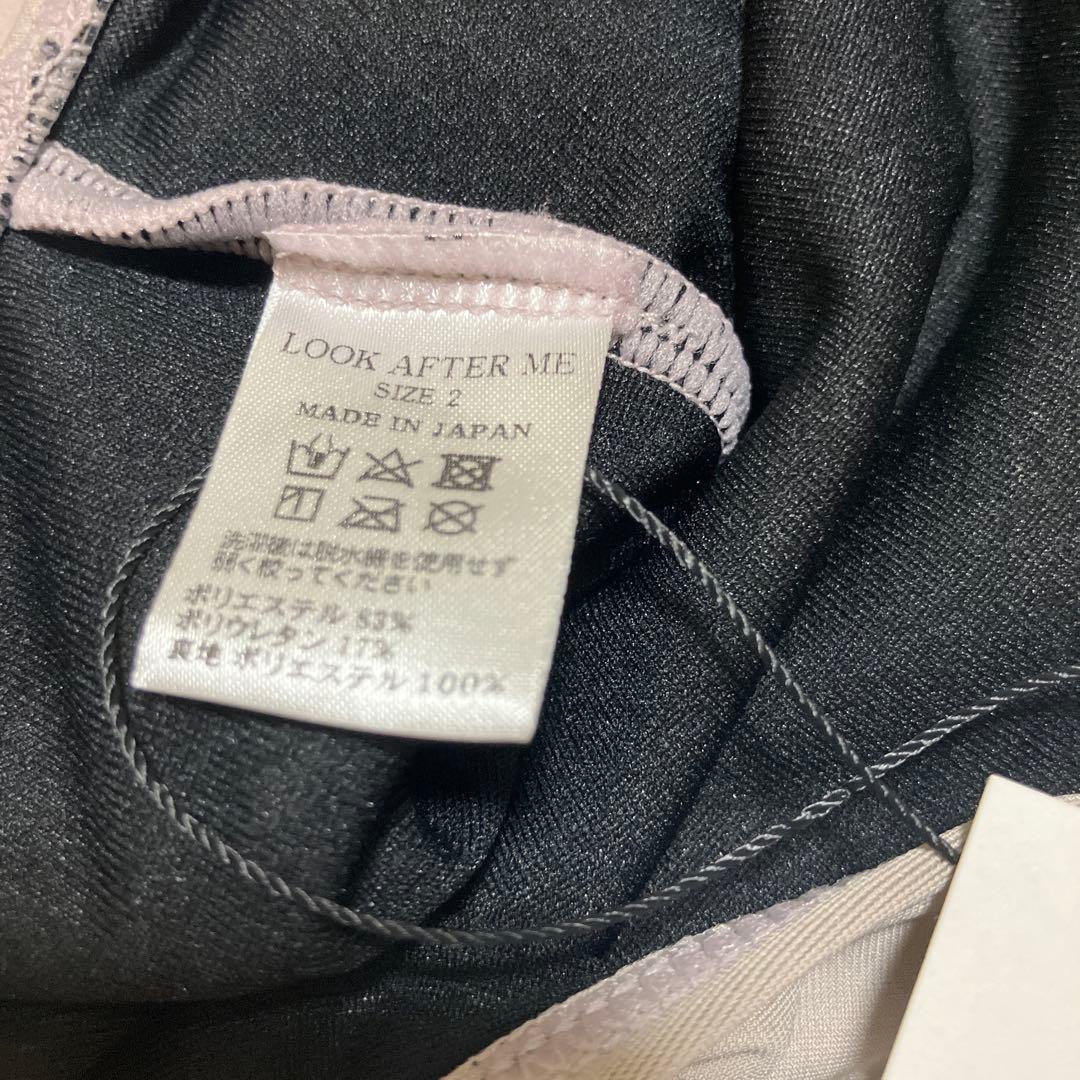 LOOK AFTER ME
SIZE 2
MADE IN JAPAN
洗濯後は脱水機を使用せず
軽く絞ってください
ポリエステル 83%
ポリウレタン 17%
裏地 ポリエステル 100%